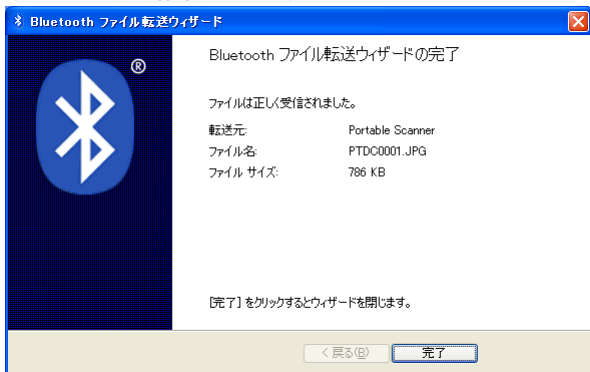 Bluetooth ファイル転送ウィザード
®
Bluetooth ファイル転送ウィザードの完了
ファイルは正しく受信されました。
転送元: Portable Scanner
ファイル名: PTDC0001.JPG
ファイル サイズ: 786 KB
[完了] をクリックするとウィザードを閉じます。
< 戻る(B) 完了